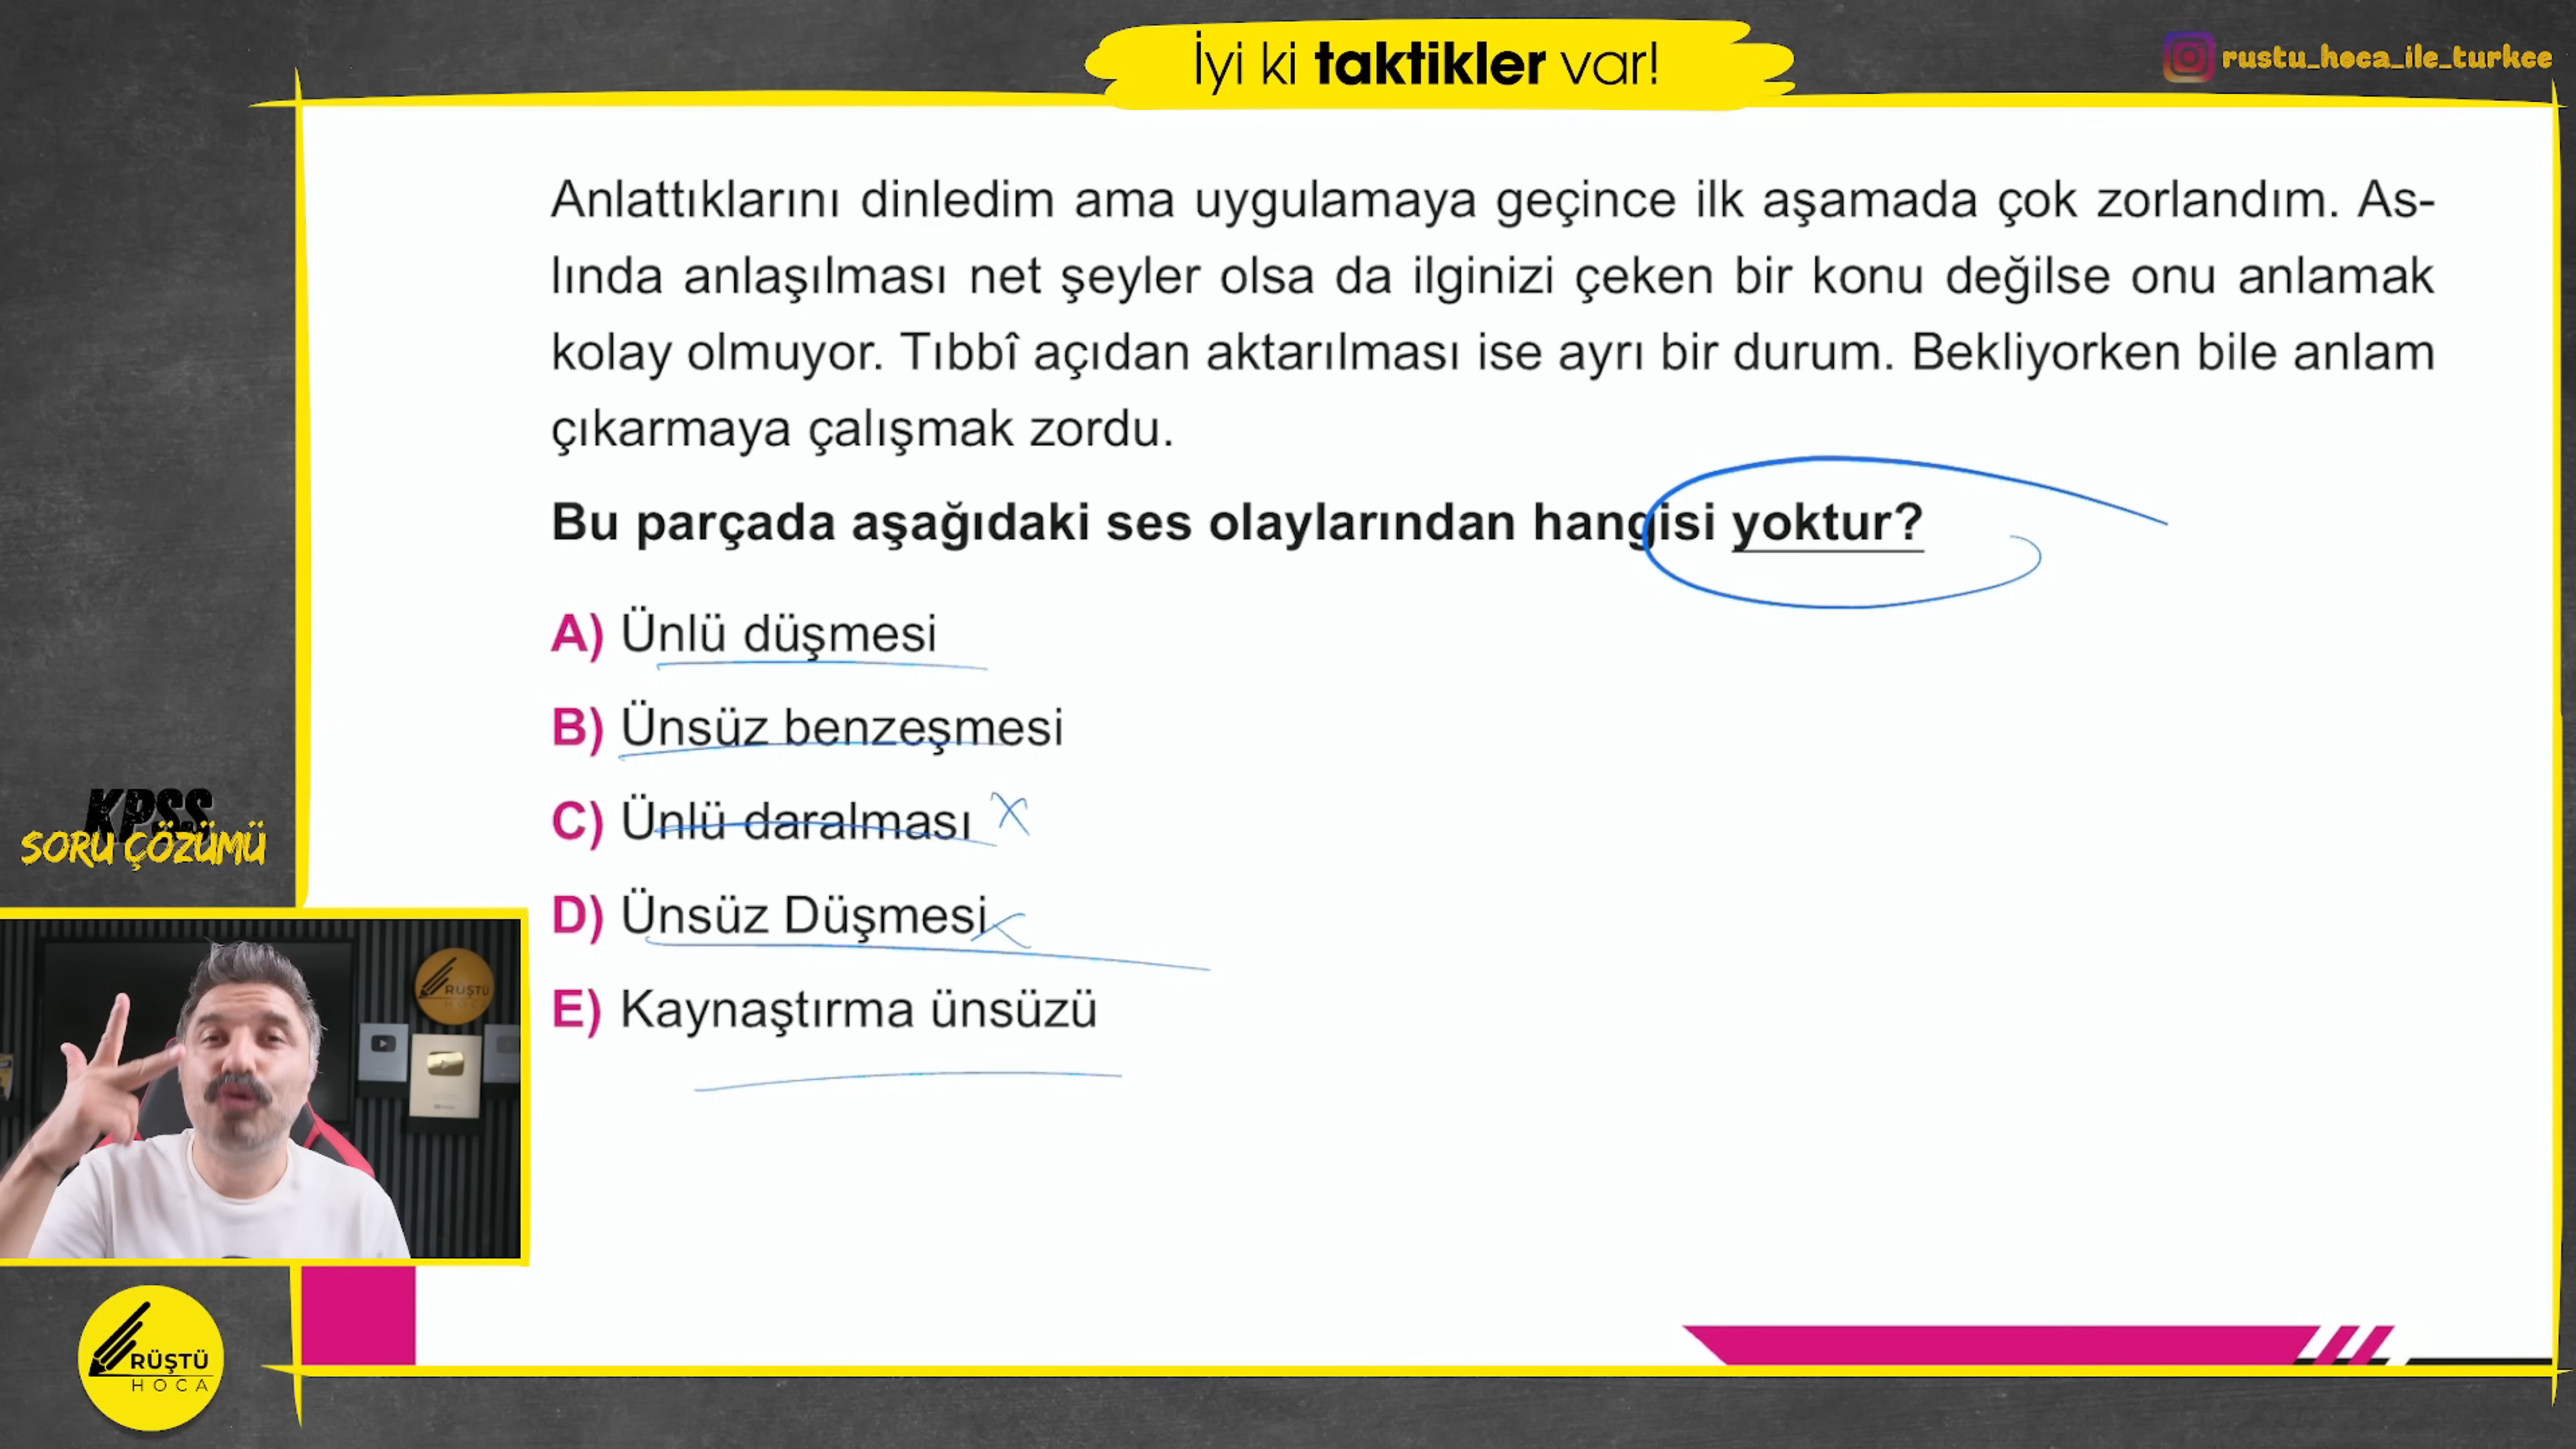 İyi ki taktikler var!
rustu_hoca_ile_turkce
Anlattıklarını dinledim ama uygulamaya geçince ilk aşamada çok zorlandım. As-
lında anlaşılması net şeyler olsa da ilginizi çeken bir konu değilse onu anlamak
kolay olmuyor. Tıbbî açıdan aktarılması ise ayrı bir durum. Bekliyorken bile anlam
çıkarmaya çalışmak zordu.
Bu parçada aşağıdaki ses olaylarından hangisi yoktur?
A) Ünlü düşmesi
B) Ünsüz benzeşmesi
C) Ünlü daralması
D) Ünsüz Düşmesi
E) Kaynaştırma ünsüzü
KPSS
SORU ÇÖZÜMÜ
RÜŞTÜ
HOCA
RÜŞTÜ
HOCA